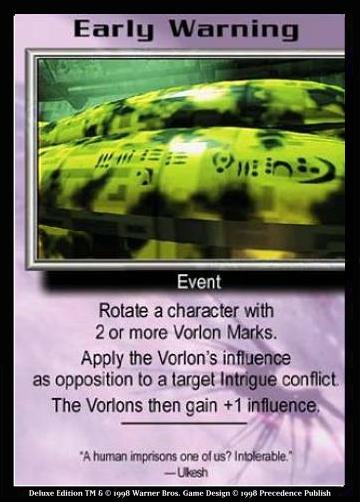 Early Warning
Event
Rotate a character with
2 or more Vorlon Marks.
Apply the Vorlon's influence
as opposition to a target Intrigue conflict.
The Vorlons then gain +1 influence.
"A human imprisons one of us? Intolerable."
— Ulkesh
Deluxe Edition TM & © 1998 Warner Bros. Game Design © 1998 Precedence Publish